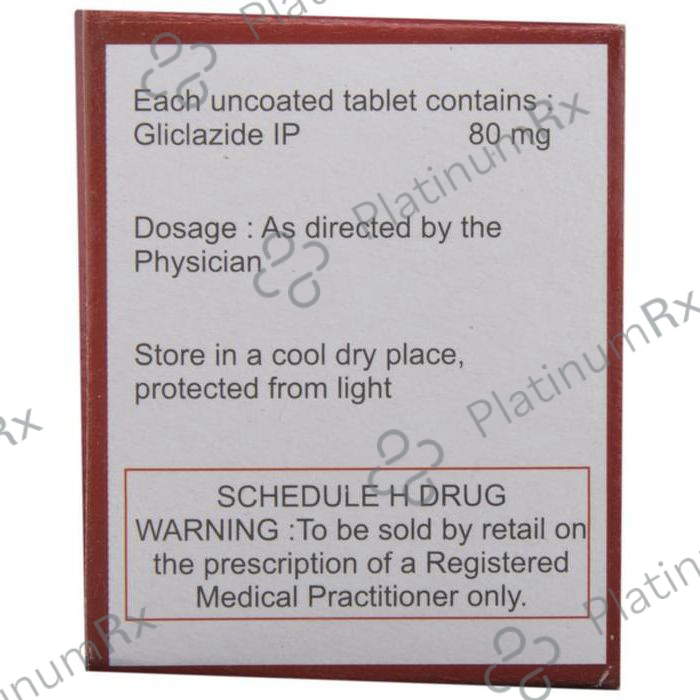 Each uncoated tablet contains :
Gliclazide IP 80 mg
Dosage : As directed by the
Physician
Store in a cool dry place,
protected from light
SCHEDULE H DRUG
WARNING :To be sold by retail on
the prescription of a Registered
Medical Practitioner only.
PlatinumRx
PlatinumRx